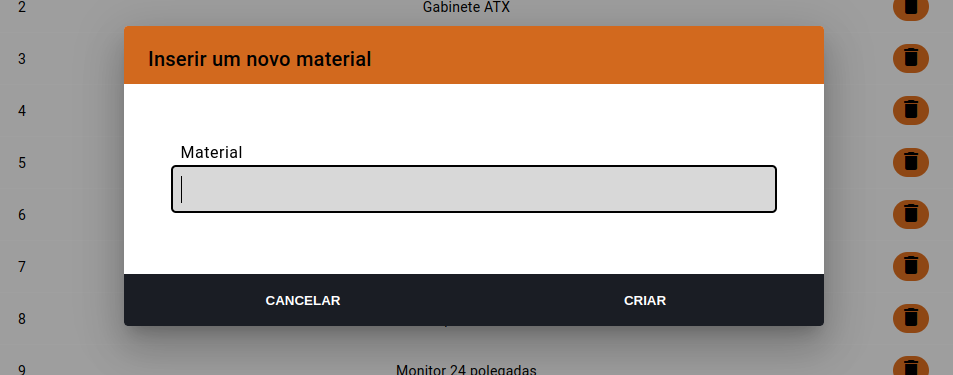 2 Gabinete ATX
Inserir um novo material
3
4
Material
5
6
7
CANCELAR CRIAR
8
9 Monitor 24 polegadas